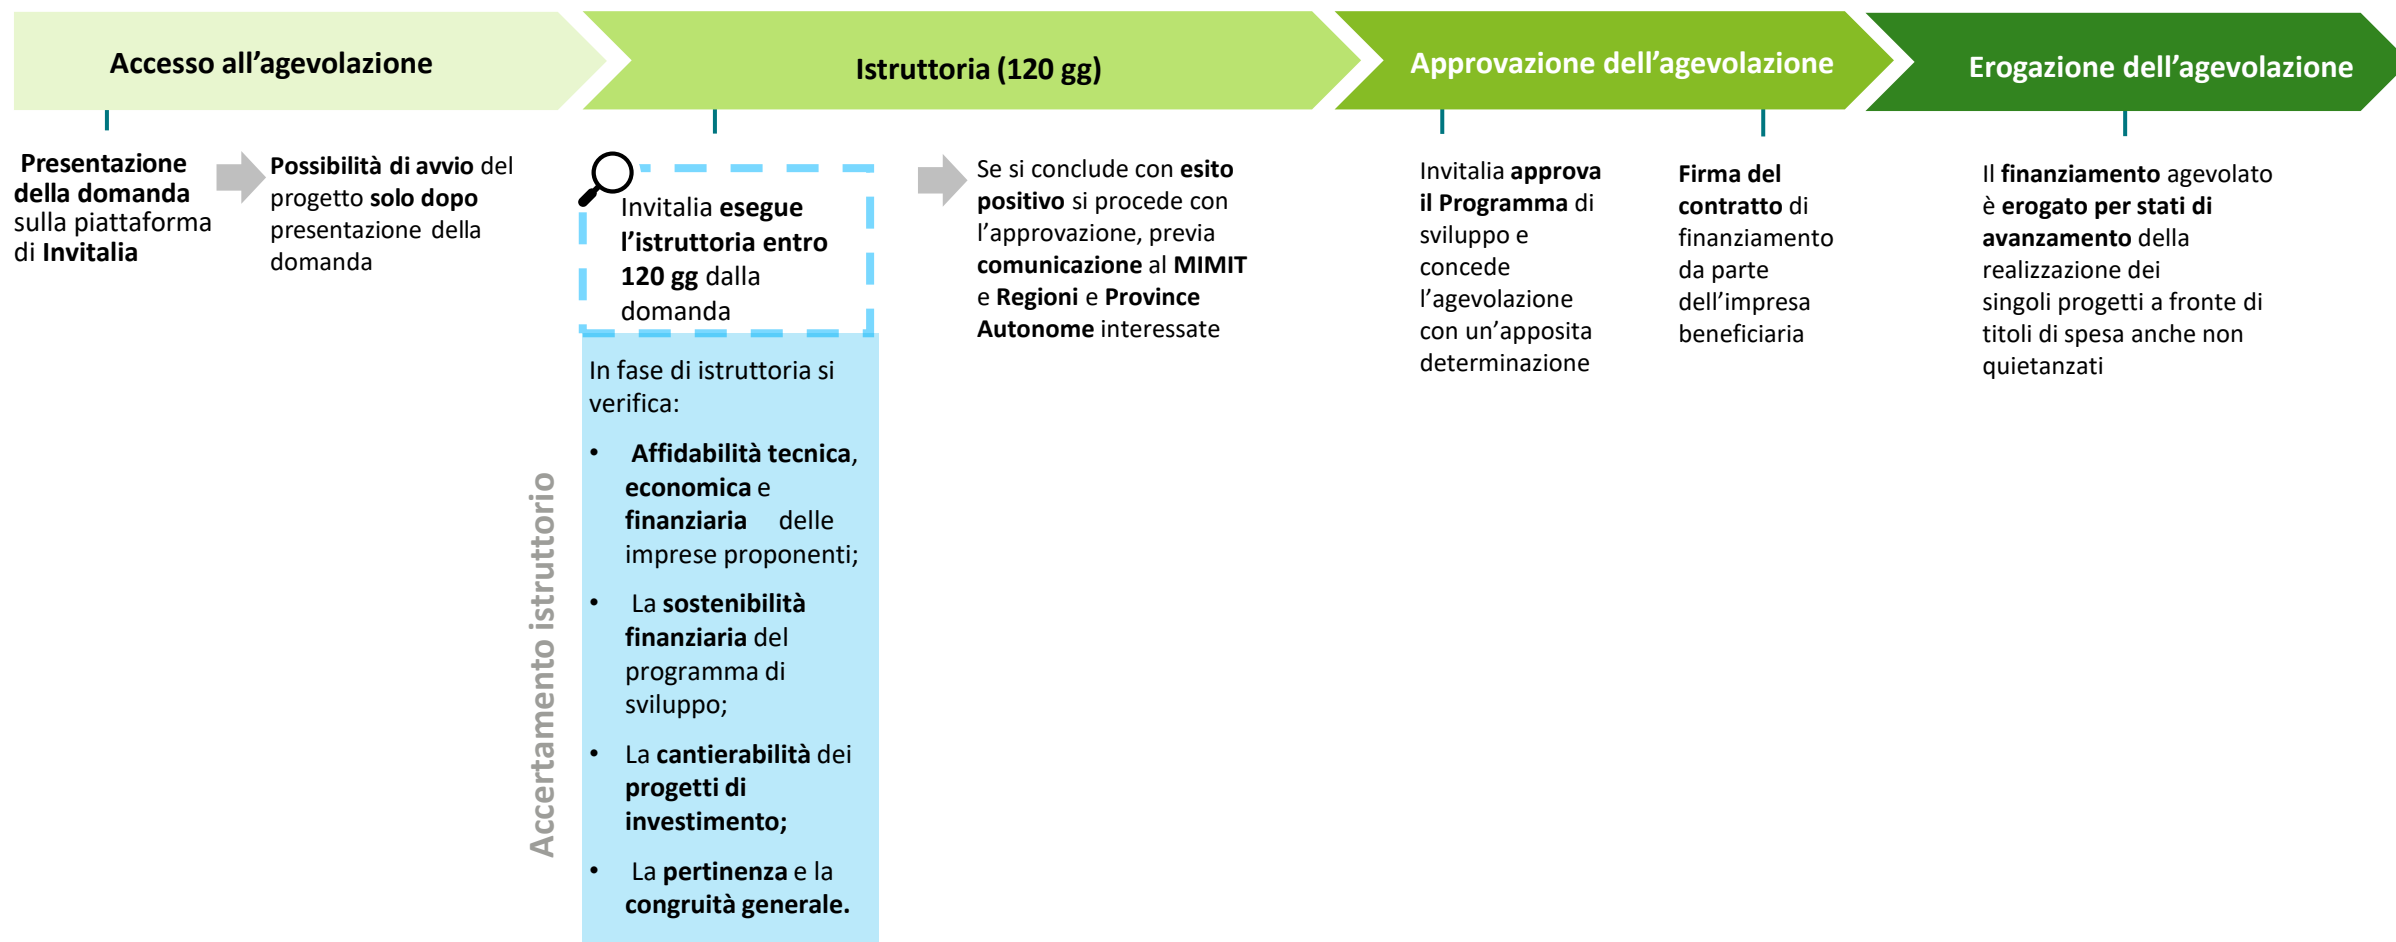 Accesso all’agevolazione
Istruttoria (120 gg)
Approvazione dell’agevolazione
Erogazione dell’agevolazione
Presentazione
della domanda
sulla piattaforma
di Invitalia
Possibilità di avvio del
progetto solo dopo
presentazione della
domanda
Invitalia esegue
l’istruttoria entro
120 gg dalla
domanda
Accertamento istruttorio
In fase di istruttoria si
verifica:
• Affidabilità tecnica,
economica e
finanziaria delle
imprese proponenti;
• La sostenibilità
finanziaria del
programma di
sviluppo;
• La cantierabilità dei
progetti di
investimento;
• La pertinenza e la
congruità generale.
Se si conclude con esito
positivo si procede con
l’approvazione, previa
comunicazione al MIMIT
e Regioni e Province
Autonome interessate
Invitalia approva
il Programma di
sviluppo e
concede
l’agevolazione
con un’apposita
determinazione
Firma del
contratto di
finanziamento
da parte
dell’impresa
beneficiaria
Il finanziamento agevolato
è erogato per stati di
avanzamento della
realizzazione dei
singoli progetti a fronte di
titoli di spesa anche non
quietanzati